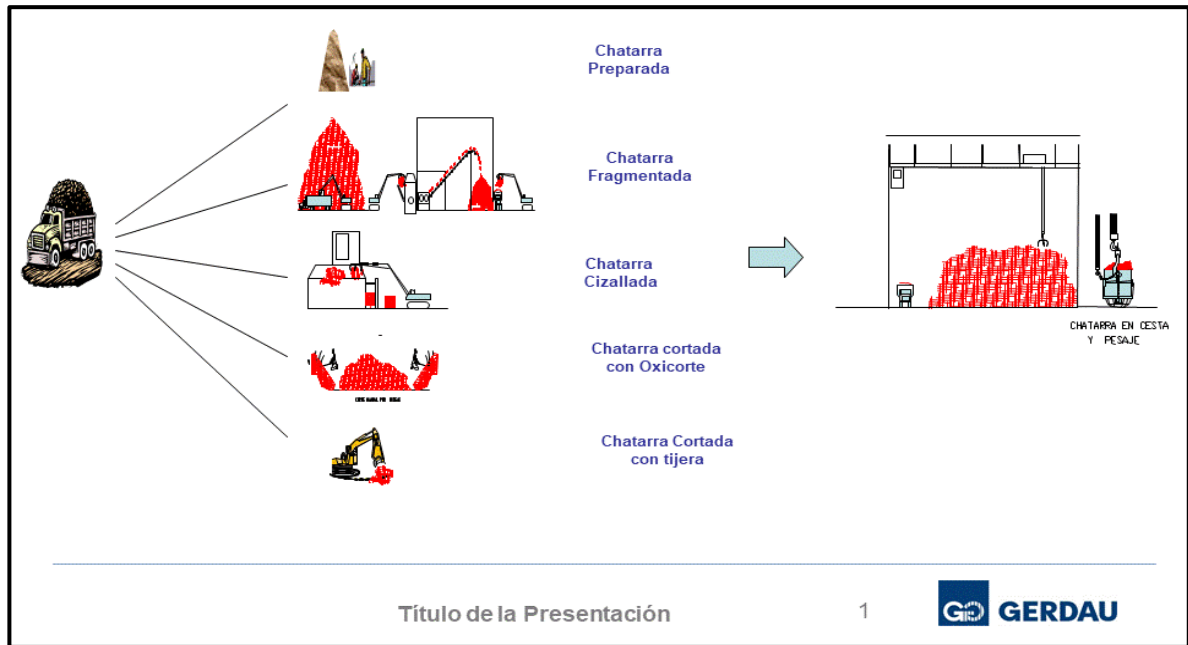 Chatarra
Preparada
Chatarra
Fragmentada
Chatarra
Cizallada
CHATARRA EN CESTA
Y PESAJE
Chatarra cortada
con Oxicorte
Chatarra Cortada
con tijera
Título de la Presentación
1
GERDAU